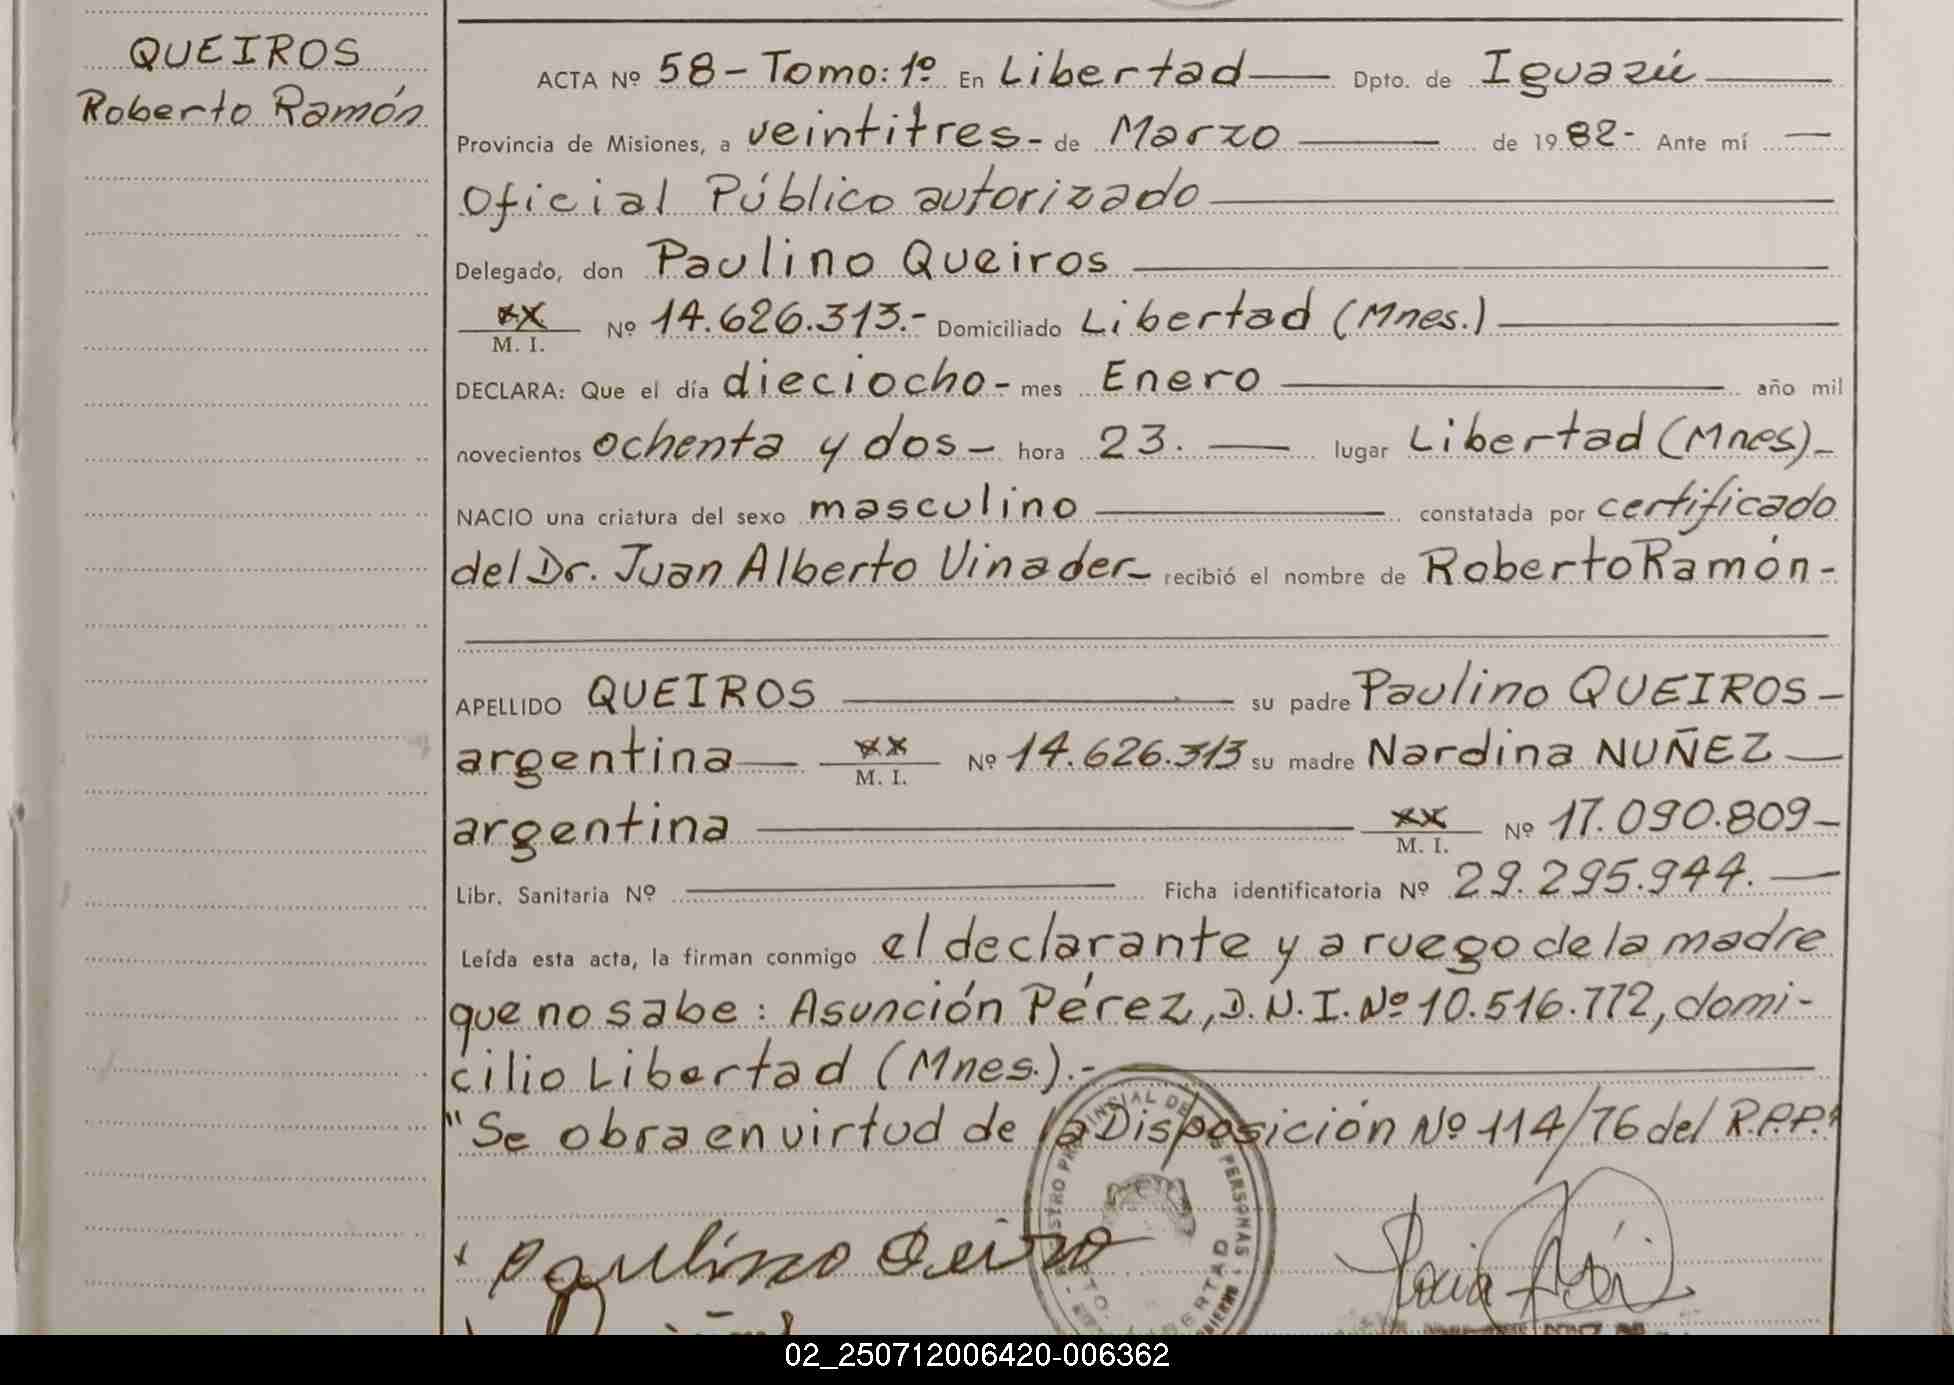 QUEIROS
Roberto Ramón
ACTA Nº 58 - Tomo: 1º En Libertad Dpto. de Iguazú
Provincia de Misiones, a veintitres - de Marzo de 1982- Ante mí
Oficial Público autorizado
Delegado, don Paulino Queiros
xx
M. I. Nº 14.626.313.- Domiciliado Libertad (Mnes.)
DECLARA: Que el día dieciocho - mes Enero año mil
novecientos ochenta y dos - hora 23. lugar Libertad (Mnes) -
NACIO una criatura del sexo masculino constatada por certificado
del Dr. Juan Alberto Vinader - recibió el nombre de Roberto Ramón -
APELLIDO QUEIROS su padre Paulino QUEIROS -
argentina xx M. I. Nº 14.626.313 su madre Nardina NUÑEZ
argentina xx M. I. Nº 17.090.809 -
Libr. Sanitaria Nº Ficha identificatoria Nº 29.295.944.
Leída esta acta, la firman conmigo el declarante y a ruego de la madre
que no sabe: Asunción Pérez, D.N.I. Nº 10.516.772, domi-
cilio Libertad (Mnes.).-
"Se obra en virtud de la Disposición Nº 114/76 del R.P.P."
PROVINCIAL DE PERSONAS
LIBERTAD
Paulino Qeiro
02_250712006420-006362